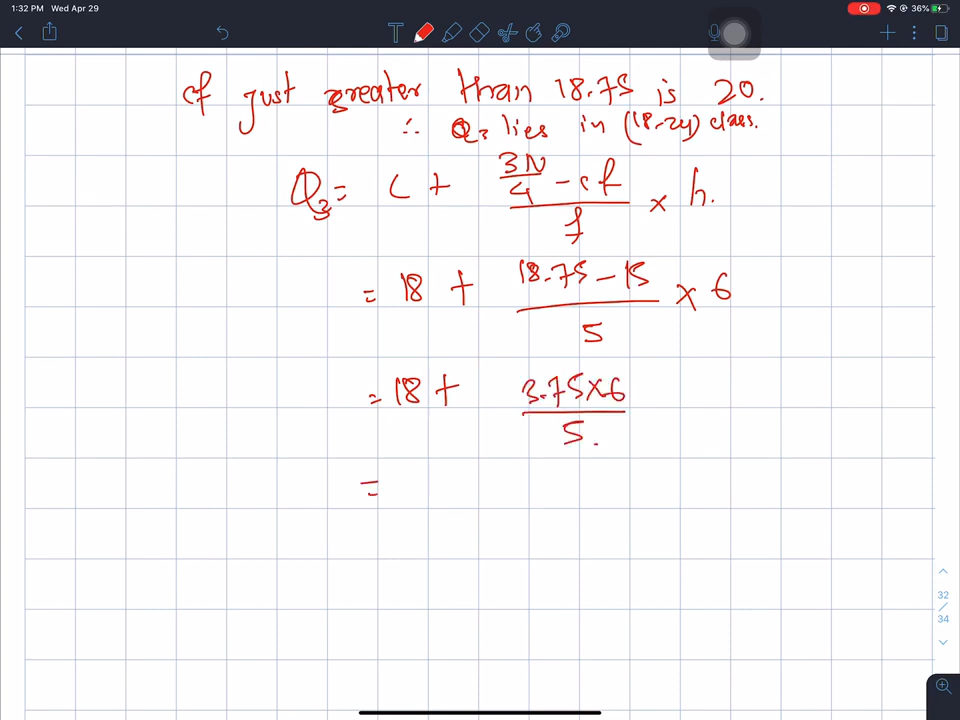 1:32 PM Wed Apr 29
36%
T
cf just greater than 18.75 is 20.
∴ Q₃ lies in (18-24) class.
Q₃ = L + (3N/4 - cf)/f × h.
= 18 + (18.75 - 15)/5 × 6
= 18 + (3.75×6)/5.
=
32
/
34